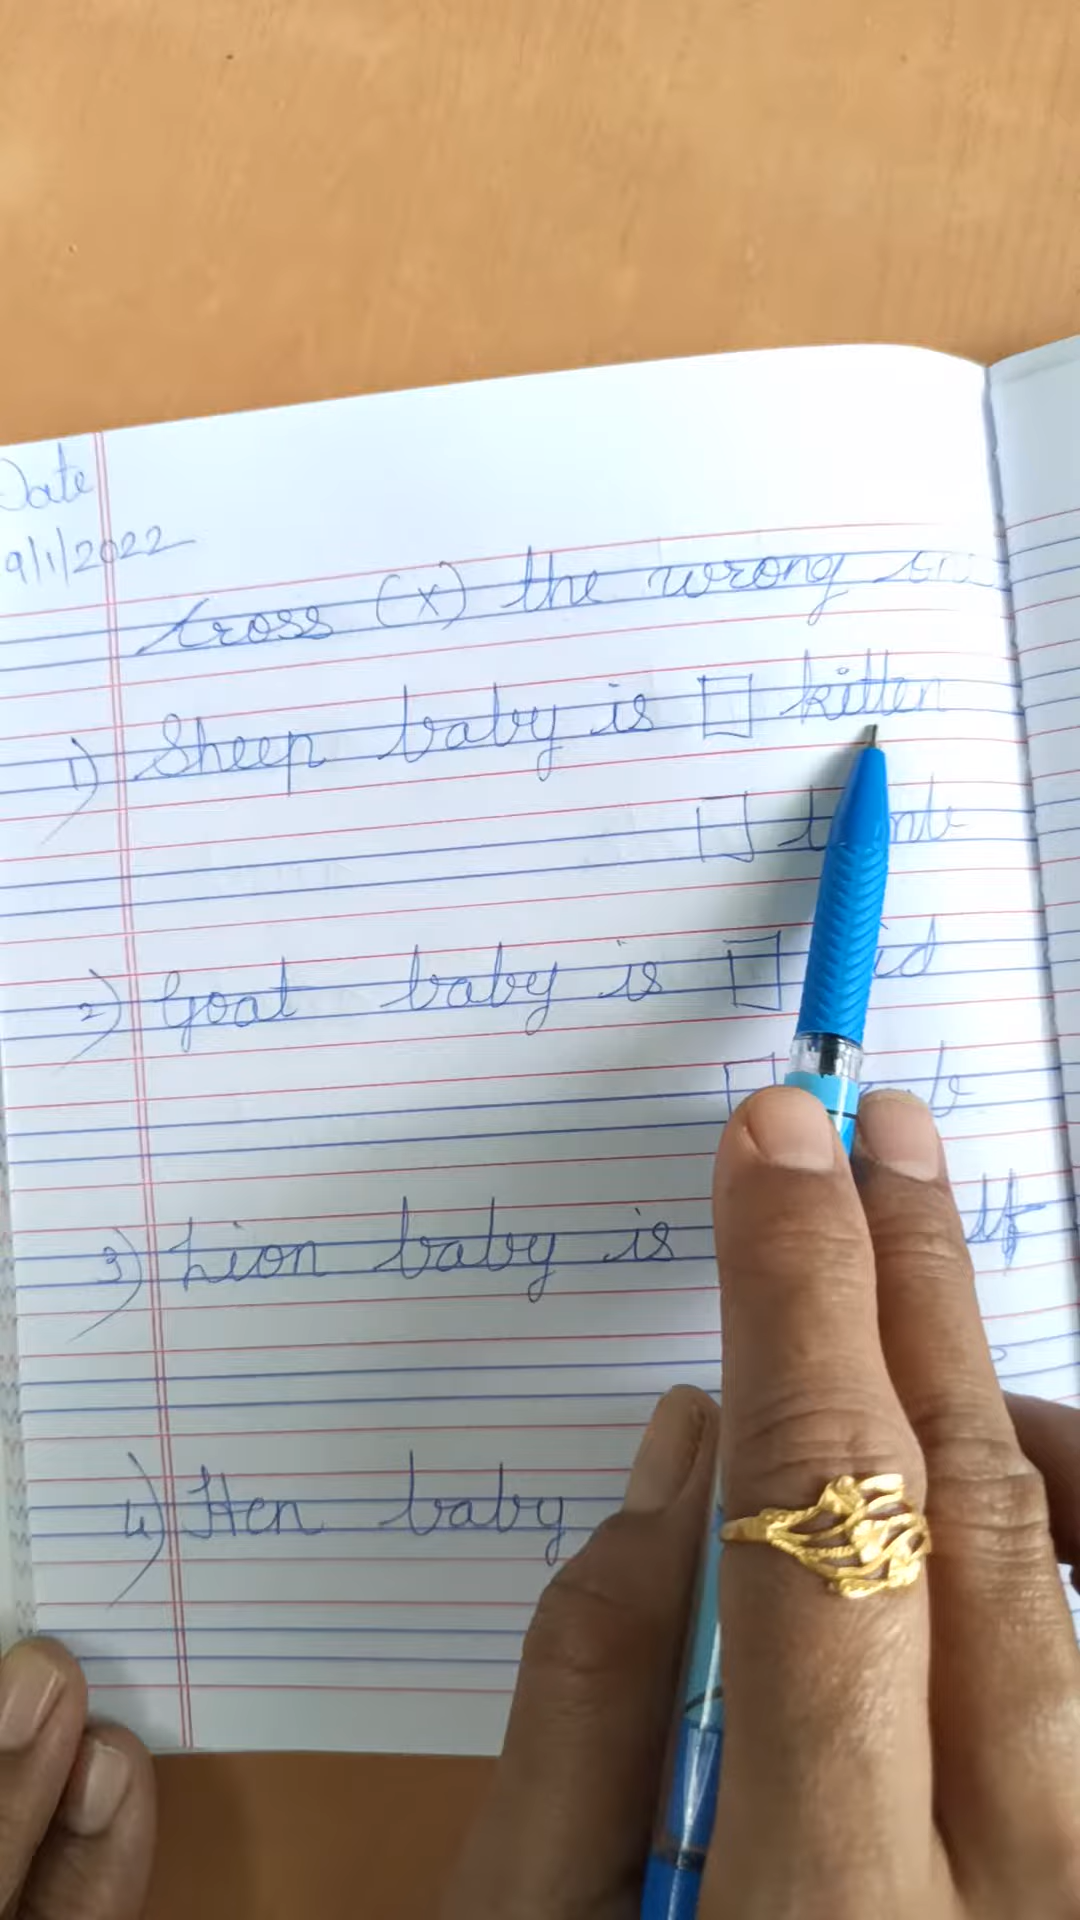 Date
9/1/2022
Cross (x) the wrong
1) Sheep baby is kitten
2) Goat baby is
3) Lion baby is
4) Hen baby